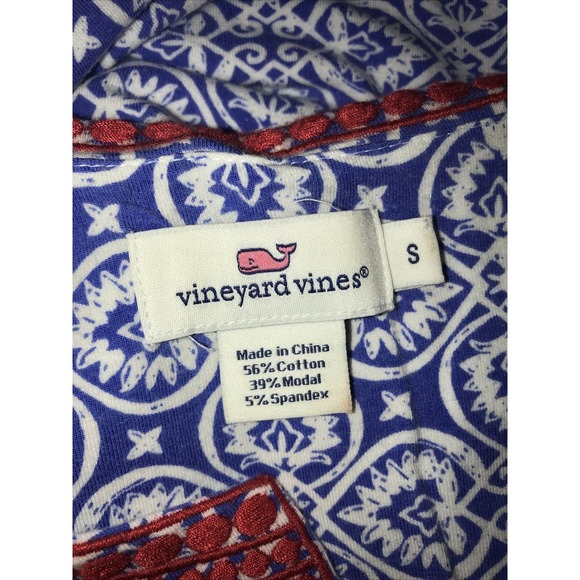 vineyard vines®
S
Made in China
56% Cotton
39% Modal
5% Spandex